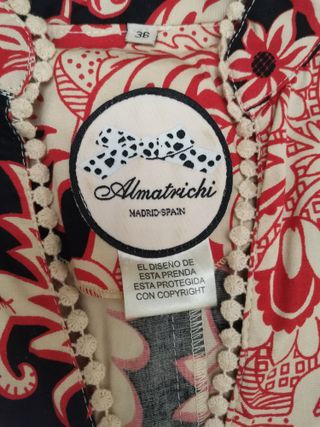 36
Almatrichi
MADRID-SPAIN
EL DISEÑO DE
ESTA PRENDA
ESTA PROTEGIDA
CON COPYRIGHT